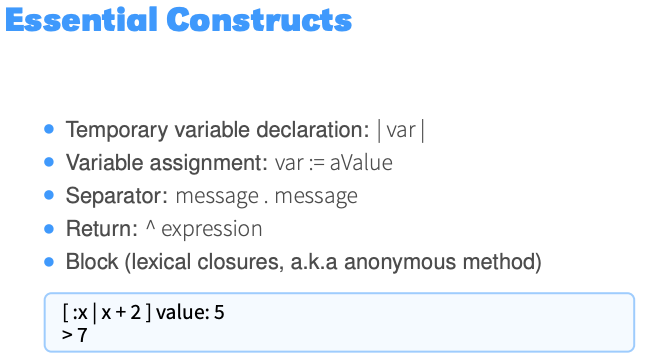 Essential Constructs
Temporary variable declaration: | var |
Variable assignment: var := aValue
Separator: message . message
Return: ^ expression
Block (lexical closures, a.k.a anonymous method)
[ :x | x + 2 ] value: 5
> 7